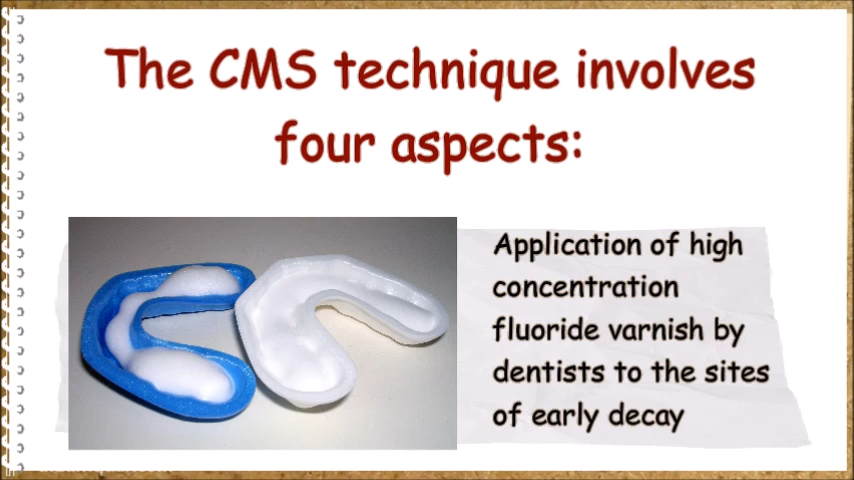 The CMS technique involves
four aspects:
Application of high
concentration
fluoride varnish by
dentists to the sites
of early decay